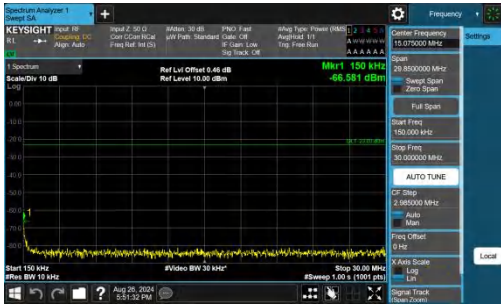 Spectrum Analyzer 1
Swept SA
+
Frequency
KEYSIGHT
Input: RF
Input Z: 50 Ω
#Atten: 30 dB
PNO: Fast
#Avg Type: Power (RMS)
1 2 3 4 5 6
R L
Coupling: DC
Corr CCorr RCal
µW Path: Standard
Gate: Off
Avg|Hold: 1/1
Align: Auto
Freq Ref: Int (S)
IF Gain: Low
Trig: Free Run
Sig Track: Off
A A A A A A
1 Spectrum
Ref Lvl Offset 0.46 dB
Mkr1 150 kHz
Scale/Div 10 dB
Ref Level 10.00 dBm
-66.581 dBm
Log
0.00
1
Start 150 kHz
#Video BW 30 kHz*
Stop 30.00 MHz
#Res BW 10 kHz
#Sweep 1.00 s (1001 pts)
Aug 26, 2024
5:51:32 PM
?
Center Frequency
15.075000 MHz
Settings
Span
29.8500000 MHz
Swept Span
Zero Span
Full Span
Start Freq
150.000 kHz
Stop Freq
30.000000 MHz
AUTO TUNE
CF Step
2.985000 MHz
Auto
Man
Freq Offset
0 Hz
X Axis Scale
Log
Lin
Signal Track
(Span Zoom)
Local